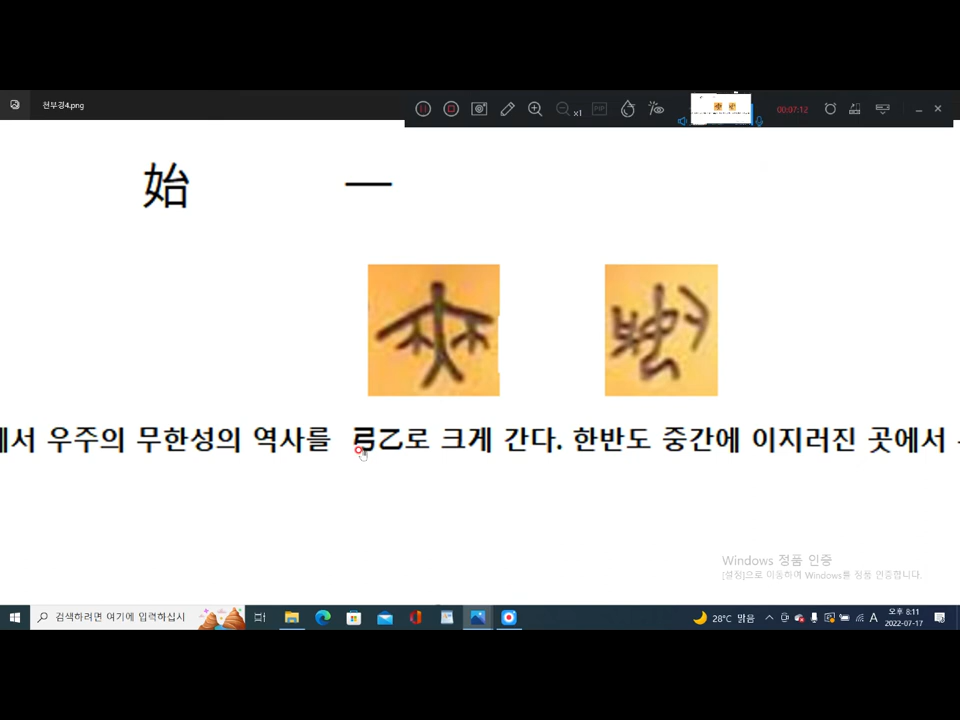 천부경4.png
x1
00:07:12
始 一
에서 우주의 무한성의 역사를 弓乙로 크게 간다. 한반도 중간에 이지러진 곳에서
Windows 정품 인증
[설정]으로 이동하여 Windows를 정품 인증합니다.
검색하려면 여기에 입력하십시
28°C 맑음
A
오후 8:11
2022-07-17